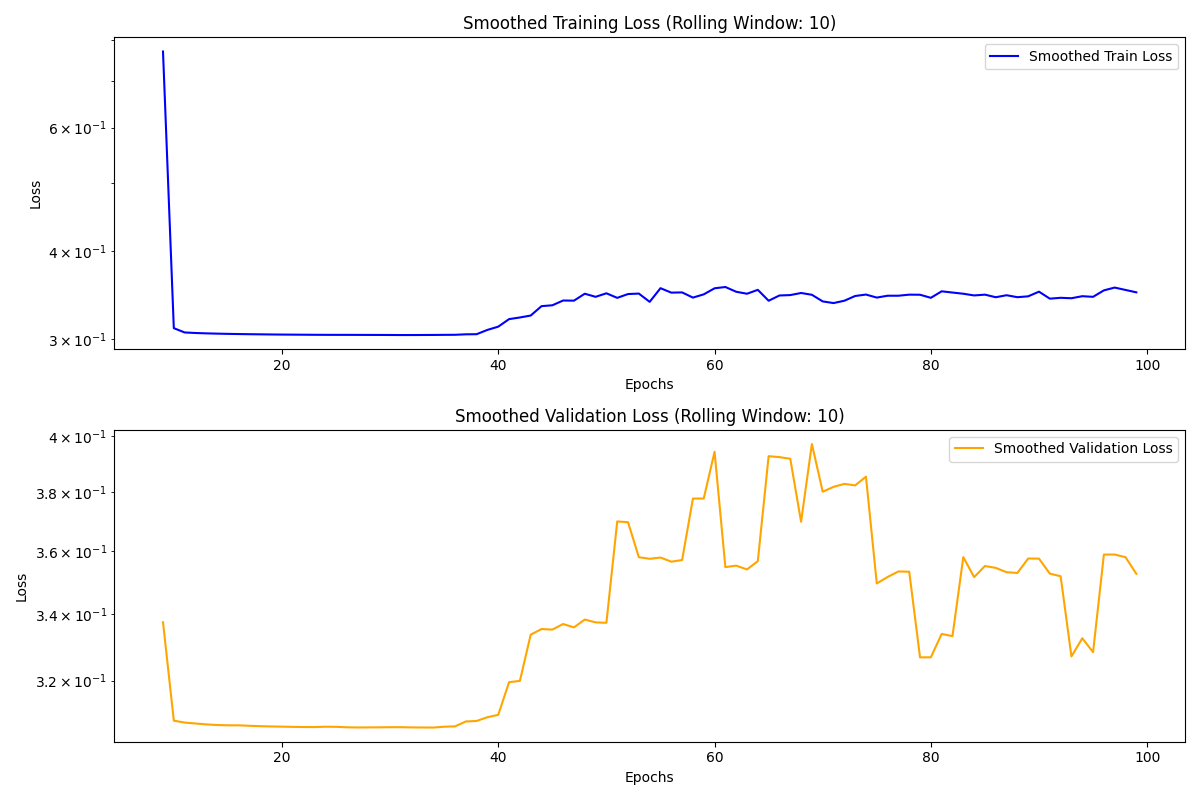 Smoothed Training Loss (Rolling Window: 10)
Smoothed Train Loss
6 × 10⁻¹
4 × 10⁻¹
3 × 10⁻¹
Loss
20 40 60 80 100
Epochs
Smoothed Validation Loss (Rolling Window: 10)
Smoothed Validation Loss
4 × 10⁻¹
3.8 × 10⁻¹
3.6 × 10⁻¹
3.4 × 10⁻¹
3.2 × 10⁻¹
Loss
20 40 60 80 100
Epochs